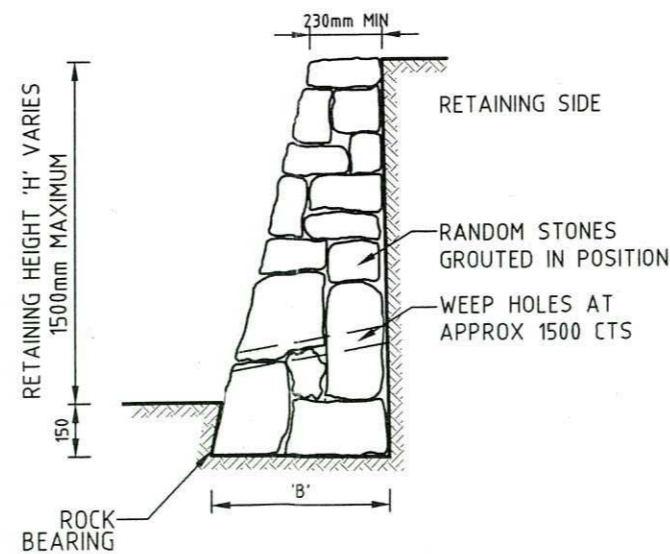 230mm MIN
RETAINING SIDE
RETAINING HEIGHT 'H' VARIES
1500mm MAXIMUM
RANDOM STONES
GROUTED IN POSITION
WEEP HOLES AT
APPROX 1500 CTS
150
'B'
ROCK
BEARING